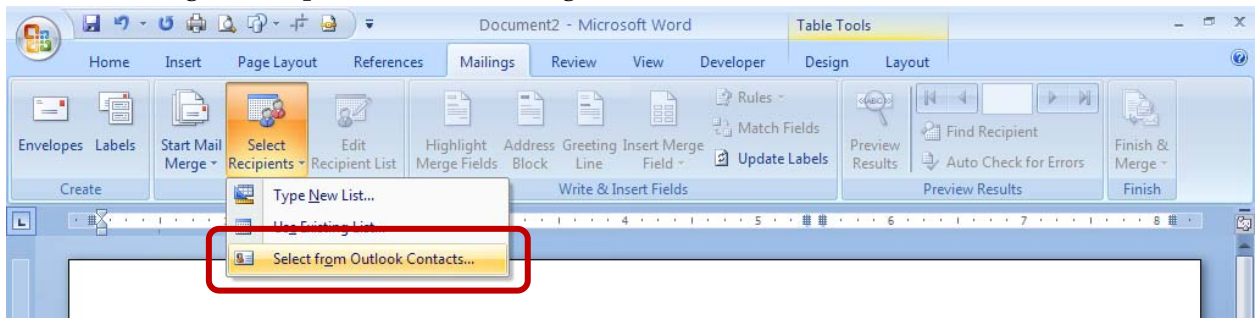 Document2 - Microsoft Word Table Tools
Home Insert Page Layout References Mailings Review View Developer Design Layout
Envelopes Labels
Start Mail Merge
Select Recipients
Edit Recipient List
Highlight Merge Fields
Address Block
Greeting Line
Insert Merge Field
Rules
Match Fields
Update Labels
«ABC»
Preview Results
Find Recipient
Auto Check for Errors
Finish & Merge
Create Write & Insert Fields Preview Results Finish
Type New List...
Use Existing List...
Select from Outlook Contacts...
L 4 5 6 7 8